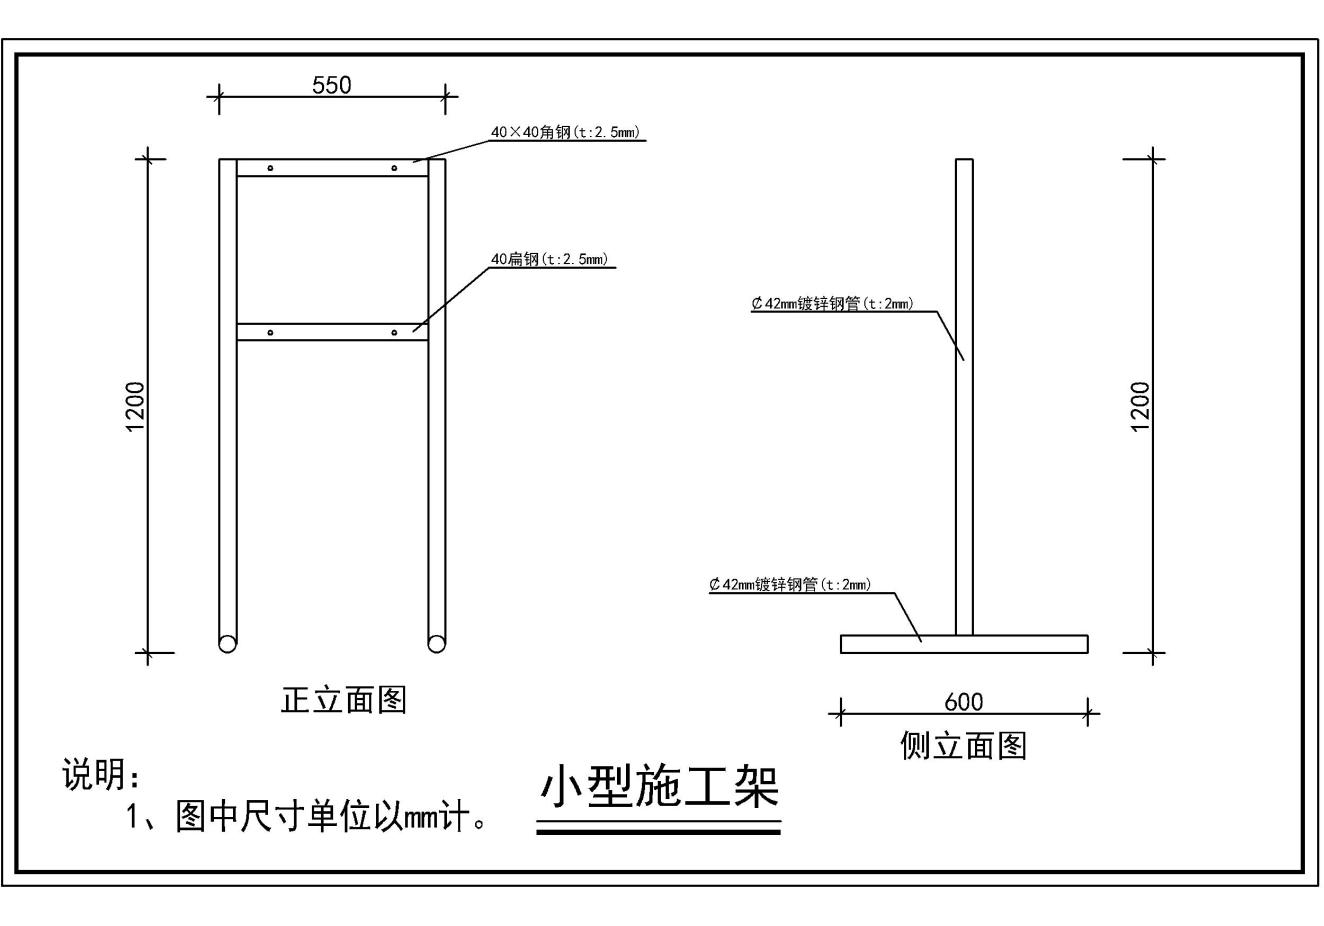 550
40×40角钢(t:2.5mm)
40扁钢(t:2.5mm)
1200
正立面图
₵42mm镀锌钢管(t:2mm)
1200
₵42mm镀锌钢管(t:2mm)
600
侧立面图
说明:
1、图中尺寸单位以mm计。
小型施工架